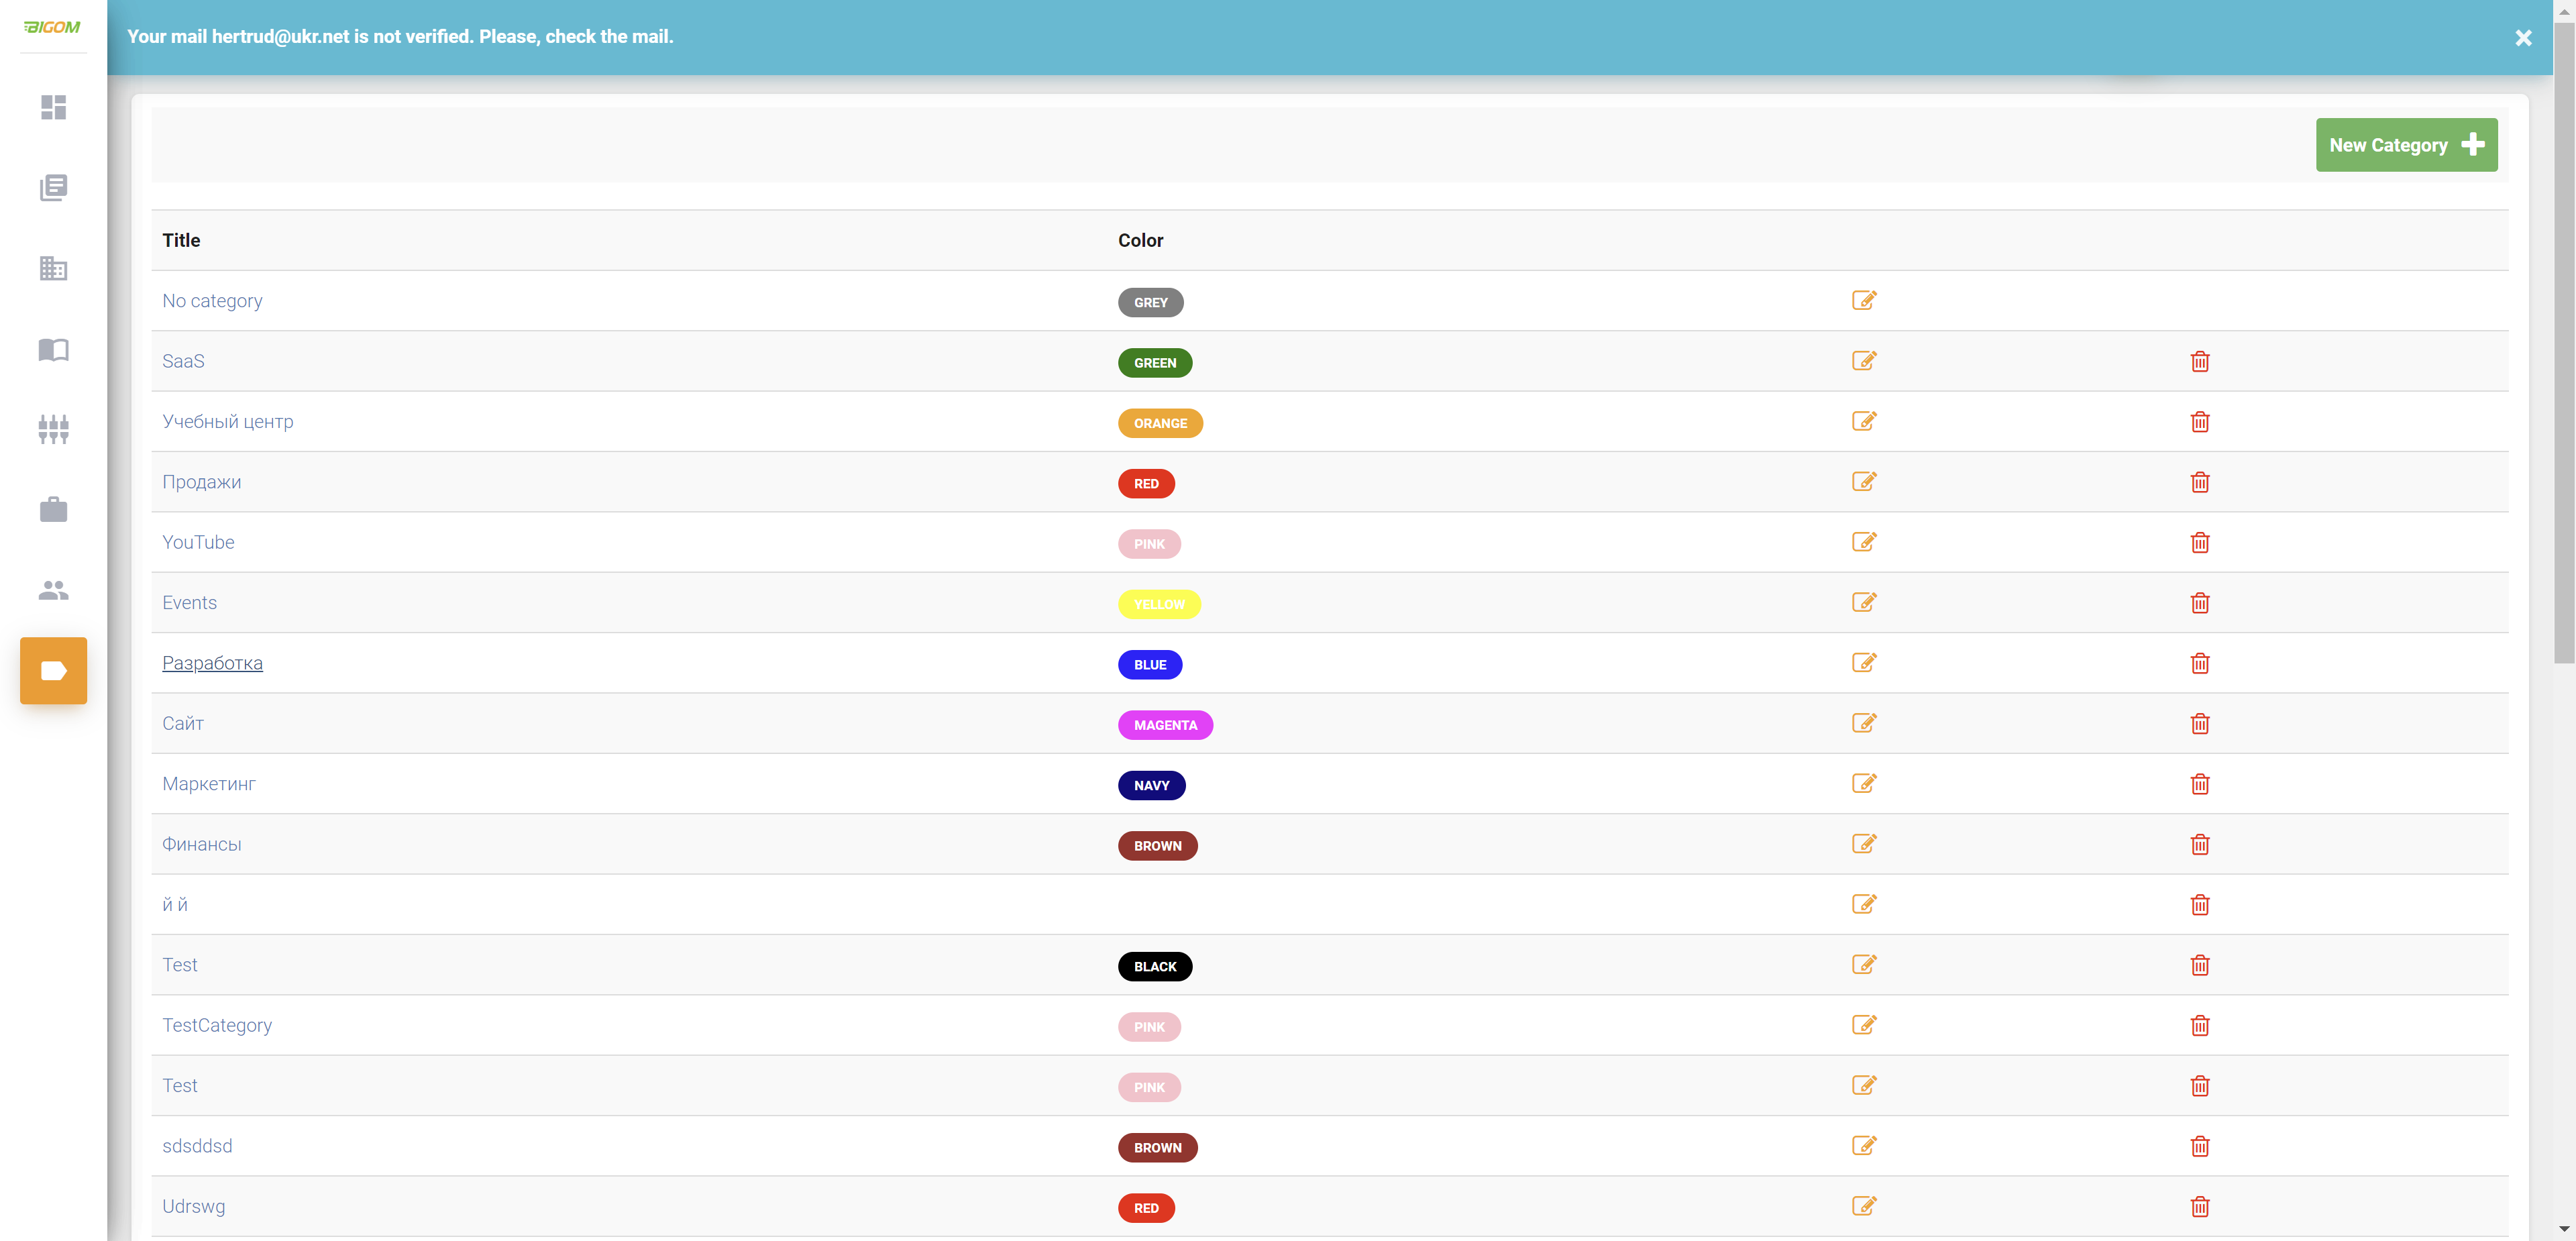 BIGOM
Your mail hertrud@ukr.net is not verified. Please, check the mail.
New Category
Title Color
No category GREY
SaaS GREEN
Учебный центр ORANGE
Продажи RED
YouTube PINK
Events YELLOW
Разработка BLUE
Сайт MAGENTA
Маркетинг NAVY
Финансы BROWN
й й
Test BLACK
TestCategory PINK
Test PINK
sdsddsd BROWN
Udrswg RED